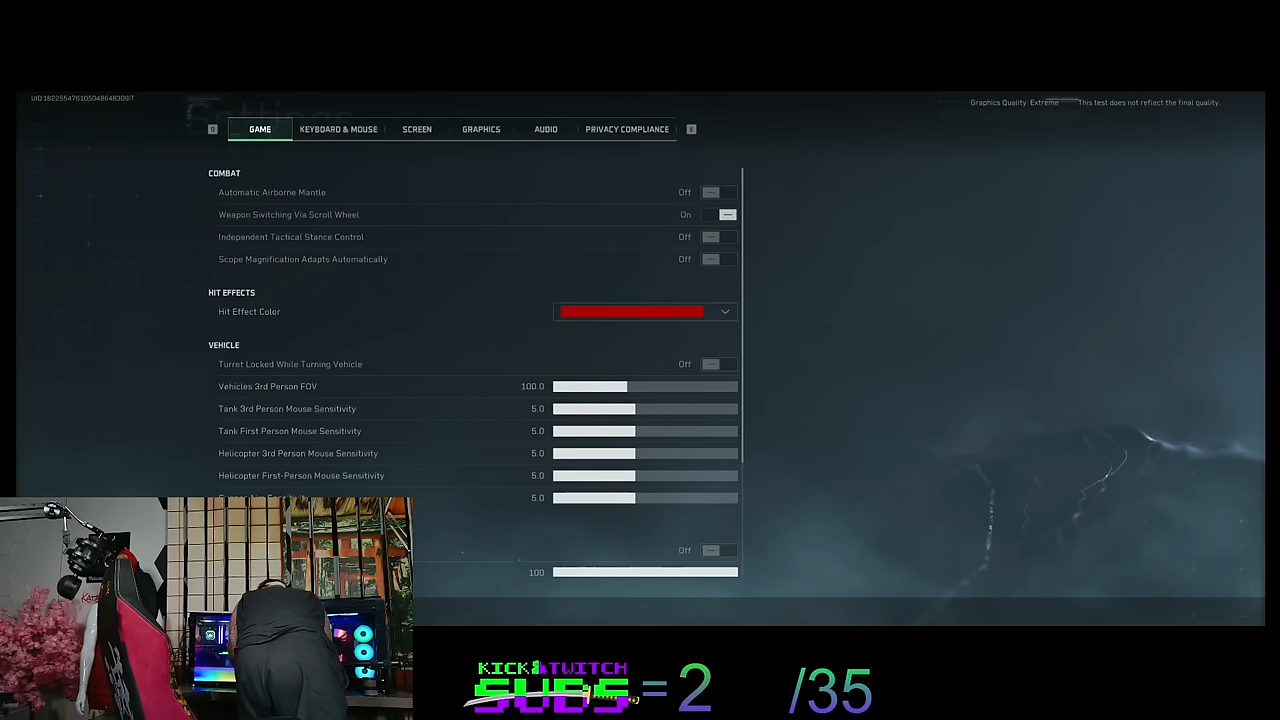 UID:182255476105048648309IT
Graphics Quality: Extreme
This test does not reflect the final quality.
Settings
Q
GAME
KEYBOARD & MOUSE
SCREEN
GRAPHICS
AUDIO
PRIVACY COMPLIANCE
E
COMBAT
Automatic Airborne Mantle Off
Weapon Switching Via Scroll Wheel On
Independent Tactical Stance Control Off
Scope Magnification Adapts Automatically Off
HIT EFFECTS
Hit Effect Color
VEHICLE
Turret Locked While Turning Vehicle Off
Vehicles 3rd Person FOV 100.0
Tank 3rd Person Mouse Sensitivity 5.0
Tank First Person Mouse Sensitivity 5.0
Helicopter 3rd Person Mouse Sensitivity 5.0
Helicopter First-Person Mouse Sensitivity 5.0
5.0
Off
100
KICK TWITCH
SUBS = 2 /35